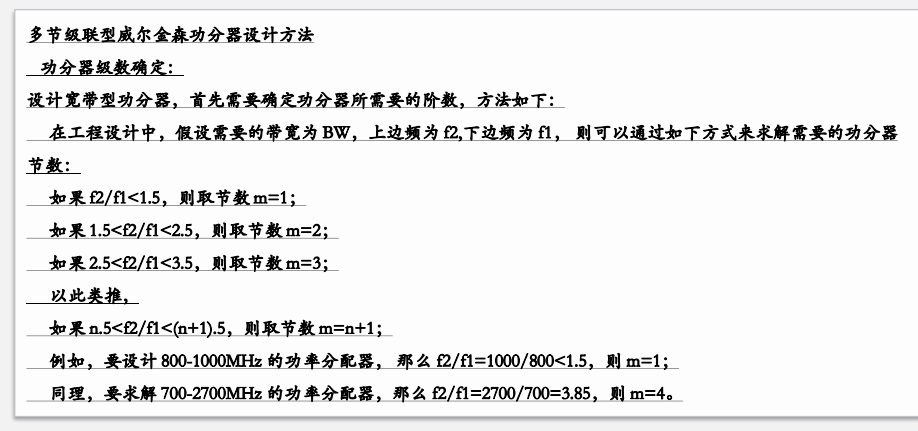 多节级联型威尔金森功分器设计方法
功分器级数确定：
设计宽带型功分器，首先需要确定功分器所需要的阶数，方法如下：
在工程设计中，假设需要的带宽为 BW，上边频为 f2,下边频为 f1， 则可以通过如下方式来求解需要的功分器
节数：
如果 f2/f1<1.5，则取节数 m=1；
如果 1.5<f2/f1<2.5，则取节数 m=2；
如果 2.5<f2/f1<3.5，则取节数 m=3；
以此类推，
如果 n.5<f2/f1<(n+1).5，则取节数 m=n+1；
例如，要设计 800-1000MHz 的功率分配器， 那么 f2/f1=1000/800<1.5，则 m=1；
同理，要求解 700-2700MHz 的功率分配器，那么 f2/f1=2700/700=3.85，则 m=4。